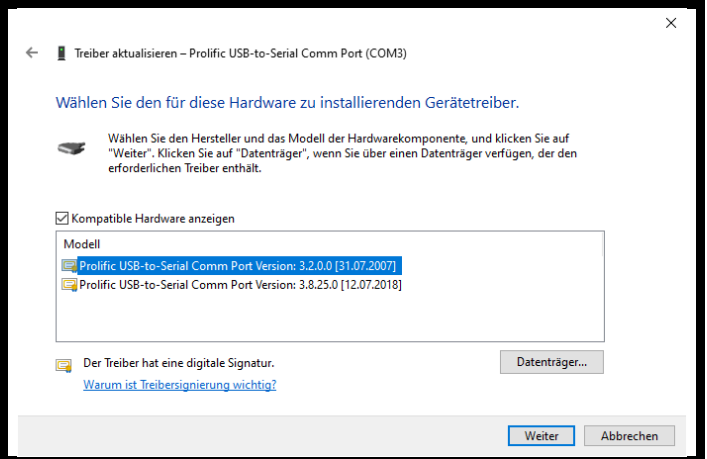 Treiber aktualisieren – Prolific USB-to-Serial Comm Port (COM3)
Wählen Sie den für diese Hardware zu installierenden Gerätetreiber.
Wählen Sie den Hersteller und das Modell der Hardwarekomponente, und klicken Sie auf
"Weiter". Klicken Sie auf "Datenträger", wenn Sie über einen Datenträger verfügen, der den
erforderlichen Treiber enthält.
Kompatible Hardware anzeigen
Modell
Prolific USB-to-Serial Comm Port Version: 3.2.0.0 [31.07.2007]
Prolific USB-to-Serial Comm Port Version: 3.8.25.0 [12.07.2018]
Der Treiber hat eine digitale Signatur.
Datenträger...
Warum ist Treibersignierung wichtig?
Weiter
Abbrechen